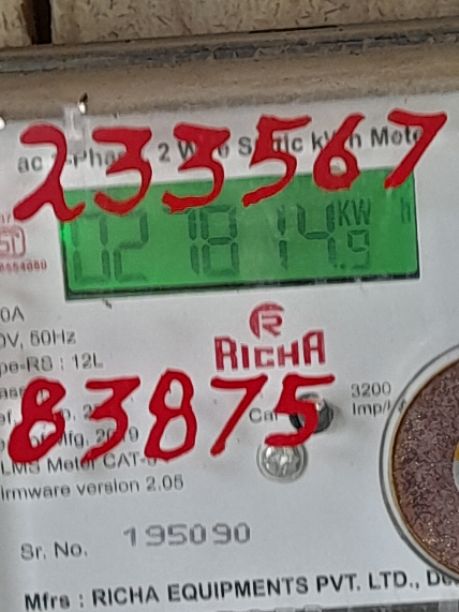 233567
ac 1-Phase 2 Wire Static kWh Meter
027814.9 KW h
RICHA
0A
0V, 50Hz
pe-RS : 12L
3200
Imp/
83875
Mfg. 2019
LMS Meter CAT-
irmware version 2.05
Sr. No. 195090
Mfrs : RICHA EQUIPMENTS PVT. LTD.,